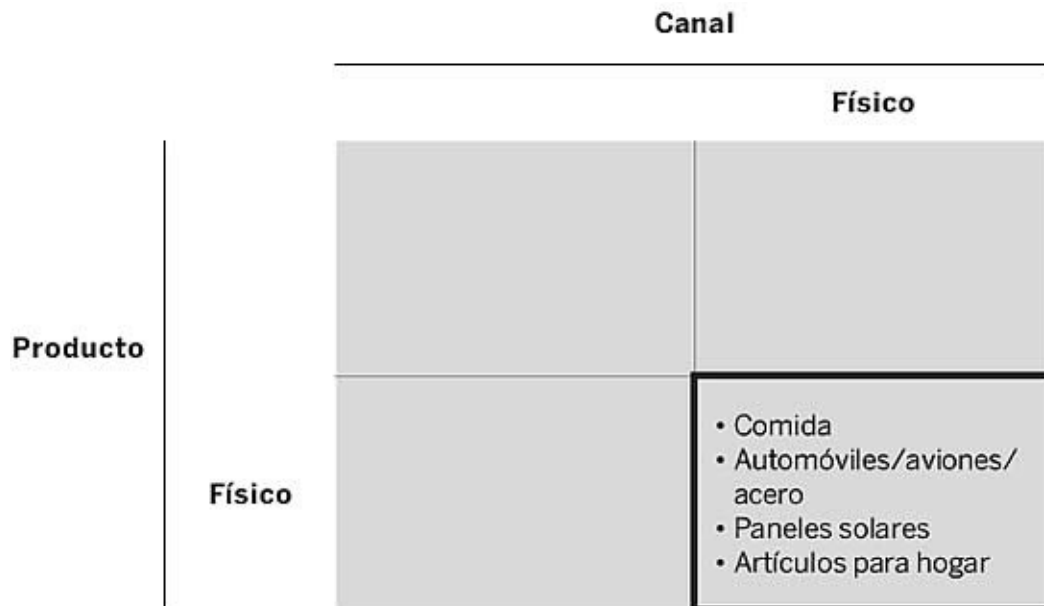 Canal
Físico
Producto
Físico
• Comida
• Automóviles/aviones/
acero
• Paneles solares
• Artículos para hogar